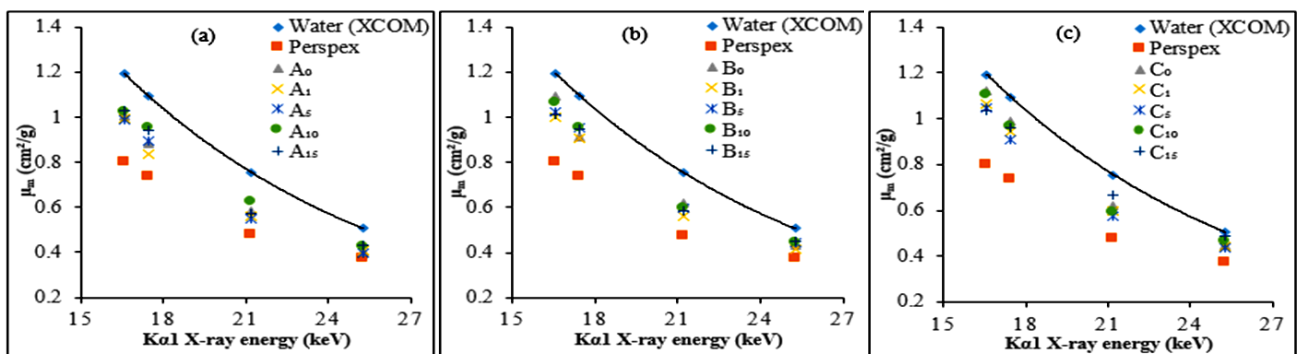 1.4
1.2
1
0.8
0.6
0.4
0.2
μm (cm²/g)
(a)
Water (XCOM)
Perspex
A₀
A₁
A₅
A₁₀
A₁₅
15 18 21 24 27
Kα1 X-ray energy (keV)
1.4
1.2
1
0.8
0.6
0.4
0.2
μm (cm²/g)
(b)
Water (XCOM)
Perspex
B₀
B₁
B₅
B₁₀
B₁₅
15 18 21 24 27
Kα1 X-ray energy (keV)
1.4
1.2
1
0.8
0.6
0.4
0.2
μm (cm²/g)
(c)
Water (XCOM)
Perspex
C₀
C₁
C₅
C₁₀
C₁₅
15 18 21 24 27
Kα1 X-ray energy (keV)